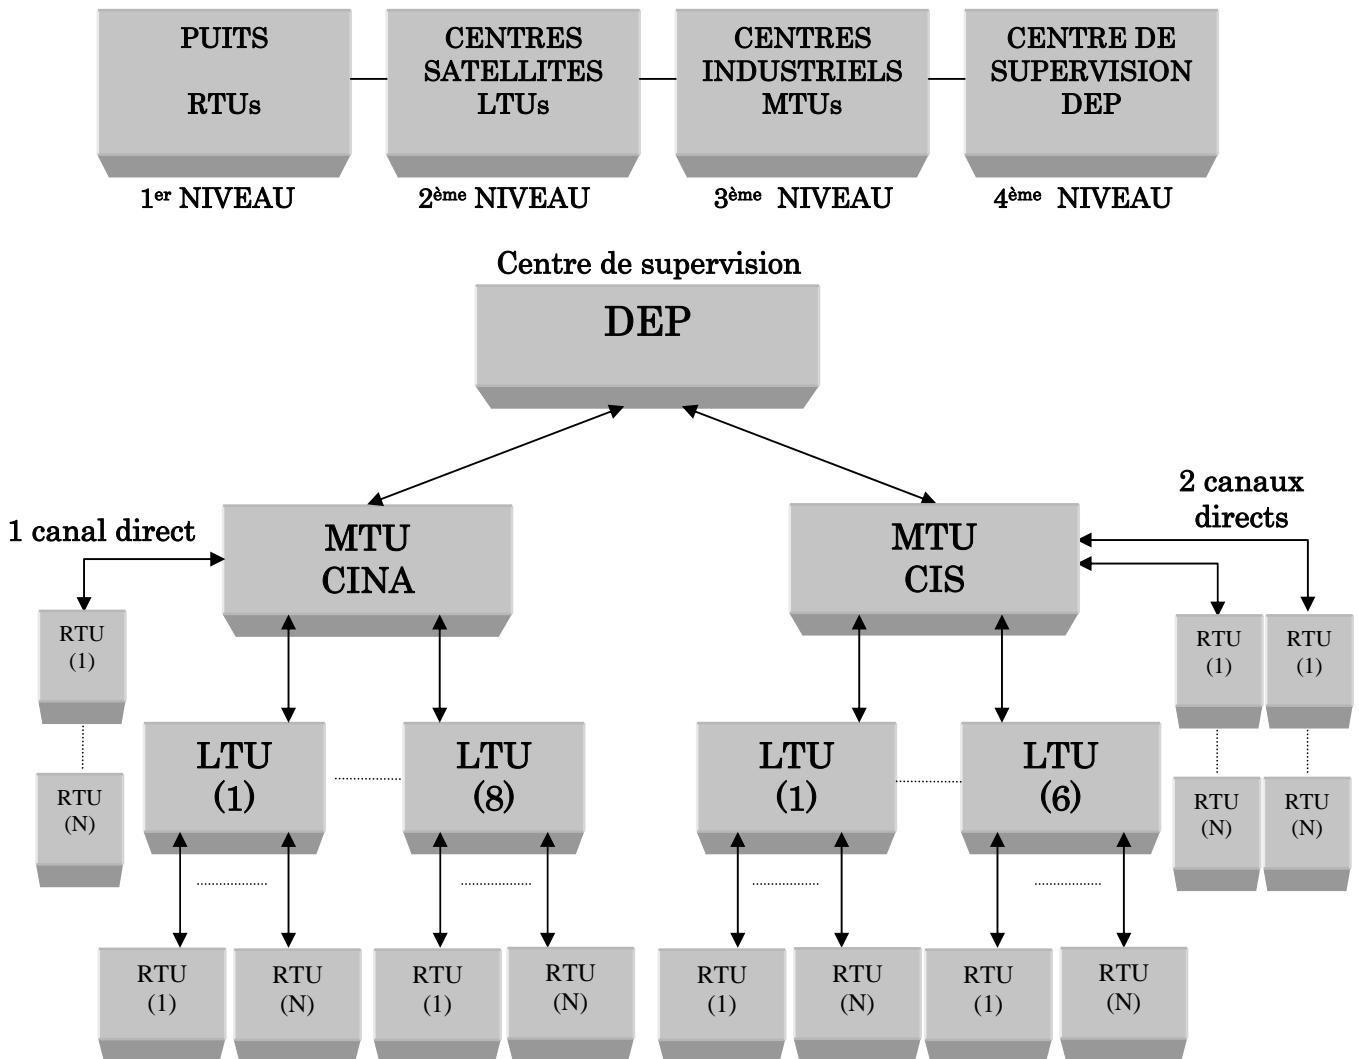 PUITS
RTUs
CENTRES
SATELLITES
LTUs
CENTRES
INDUSTRIELS
MTUs
CENTRE DE
SUPERVISION
DEP
1er NIVEAU
2ème NIVEAU
3ème NIVEAU
4ème NIVEAU
Centre de supervision
DEP
1 canal direct
MTU
CINA
MTU
CIS
2 canaux
directs
RTU
(1)
RTU
(N)
LTU
(1)
LTU
(8)
LTU
(1)
LTU
(6)
RTU
(1)
RTU
(1)
RTU
(N)
RTU
(N)
RTU
(1)
RTU
(N)
RTU
(1)
RTU
(N)
RTU
(1)
RTU
(N)
RTU
(1)
RTU
(N)